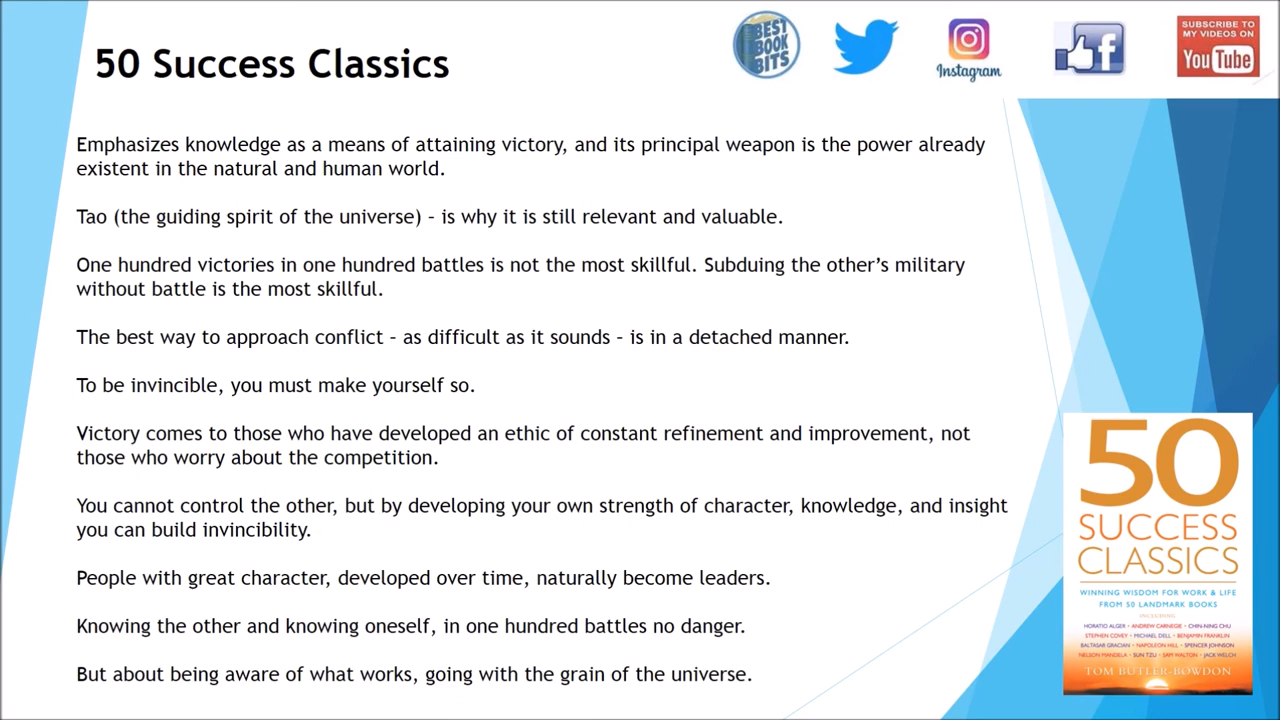 50 Success Classics
BEST
BOOK
BITS
Instagram
f
SUBSCRIBE TO
MY VIDEOS ON
YouTube
Emphasizes knowledge as a means of attaining victory, and its principal weapon is the power already
existent in the natural and human world.
Tao (the guiding spirit of the universe) – is why it is still relevant and valuable.
One hundred victories in one hundred battles is not the most skillful. Subduing the other’s military
without battle is the most skillful.
The best way to approach conflict – as difficult as it sounds – is in a detached manner.
To be invincible, you must make yourself so.
Victory comes to those who have developed an ethic of constant refinement and improvement, not
those who worry about the competition.
You cannot control the other, but by developing your own strength of character, knowledge, and insight
you can build invincibility.
People with great character, developed over time, naturally become leaders.
Knowing the other and knowing oneself, in one hundred battles no danger.
But about being aware of what works, going with the grain of the universe.
50
SUCCESS
CLASSICS
WINNING WISDOM FOR WORK & LIFE
FROM 50 LANDMARK BOOKS
INCLUDING
HORATIO ALGER • ANDREW CARNEGIE • CHIN-NING CHU
STEPHEN COVEY • MICHAEL DELL • BENJAMIN FRANKLIN
BALTASAR GRACIAN • NAPOLEON HILL • SPENCER JOHNSON
NELSON MANDELA • SUN TZU • SAM WALTON • JACK WELCH
TOM BUTLER-BOWDON